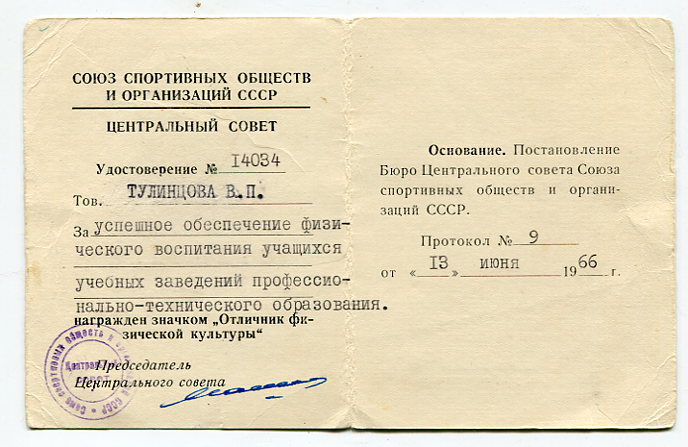 СОЮЗ СПОРТИВНЫХ ОБЩЕСТВ
И ОРГАНИЗАЦИЙ СССР
ЦЕНТРАЛЬНЫЙ СОВЕТ
Удостоверение № I4034
Тов. ТУЛИНЦОВА В.П.
За успешное обеспечение физи-
ческого воспитания учащихся
учебных заведений профессио-
нально-технического образования.
награжден значком „Отличник фи-
зической культуры“
Председатель
Центрального совета
Основание. Постановление
Бюро Центрального совета Союза
спортивных обществ и органи-
заций СССР.
Протокол № 9
от « I3 » июня 1966 г.